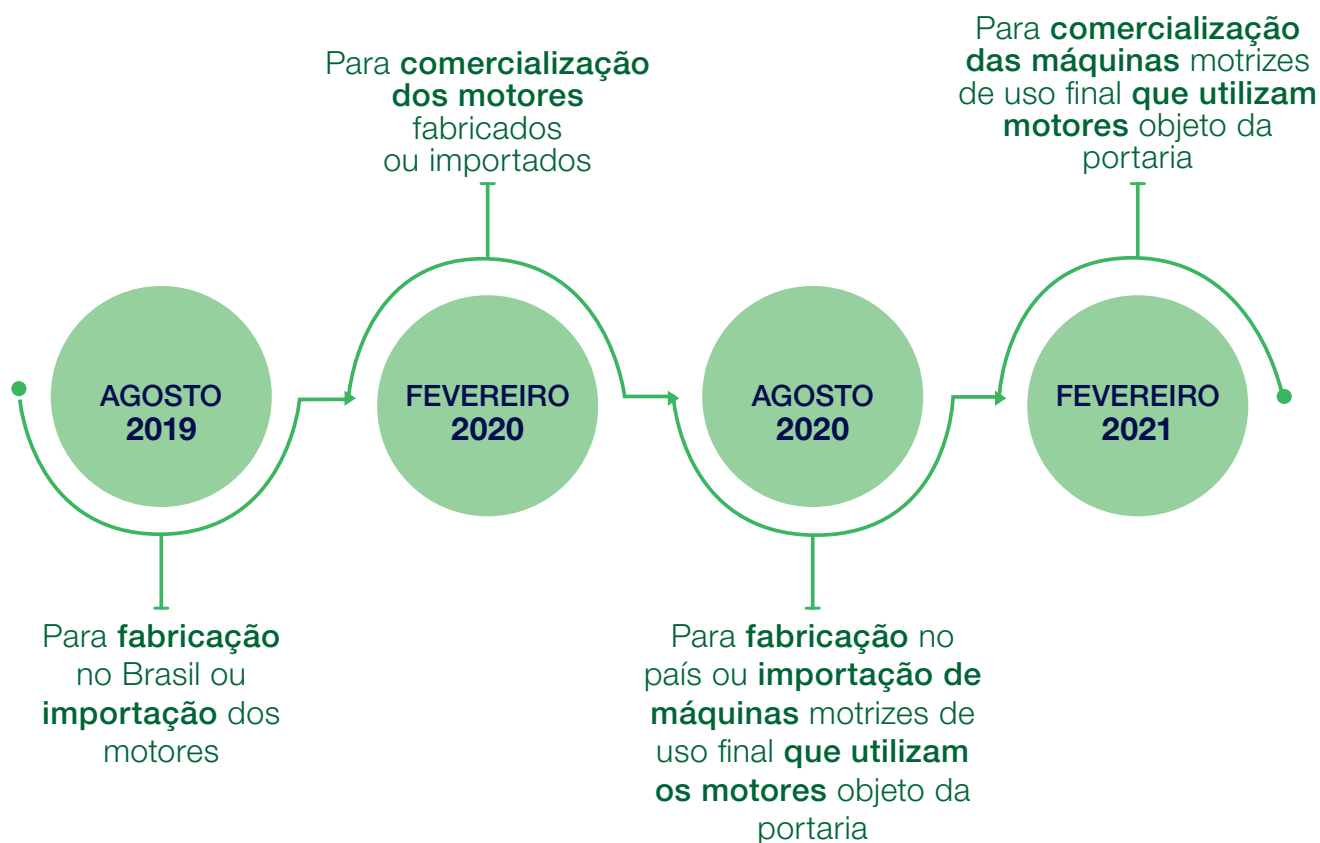 AGOSTO
2019
Para fabricação
no Brasil ou
importação dos
motores
Para comercialização
dos motores
fabricados
ou importados
FEVEREIRO
2020
AGOSTO
2020
Para fabricação no
país ou importação de
máquinas motrizes de
uso final que utilizam
os motores objeto da
portaria
Para comercialização
das máquinas motrizes
de uso final que utilizam
motores objeto da
portaria
FEVEREIRO
2021